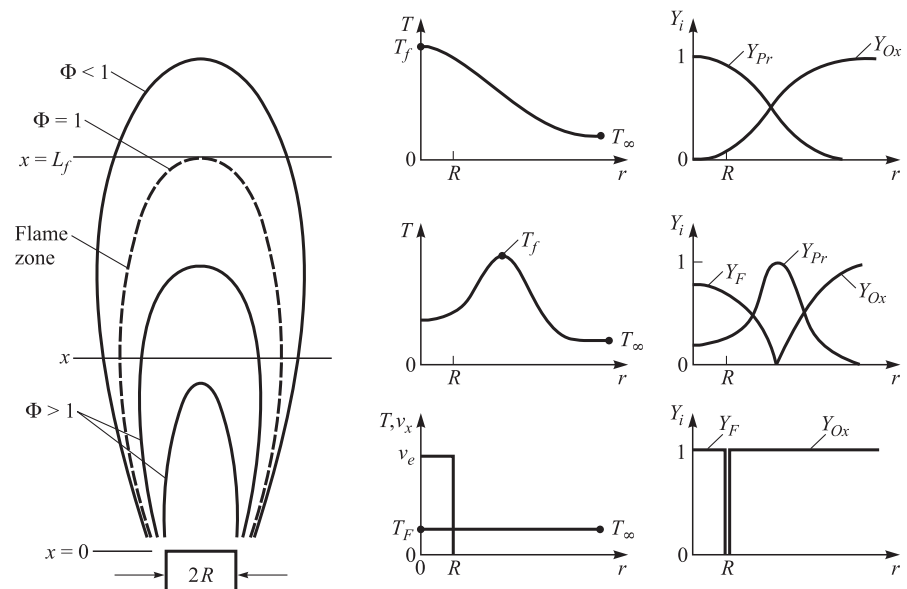 Φ < 1
Φ = 1
x = L_f
Flame
zone
x
Φ > 1
x = 0
2R
T
T_f
T_∞
0
R
r
Y_i
1
Y_Pr
Y_Ox
0
R
r
T
T_f
T_∞
0
R
r
Y_i
1
Y_F
Y_Pr
Y_Ox
0
R
r
T, v_x
v_e
T_F
T_∞
0
R
r
Y_i
1
Y_F
Y_Ox
0
R
r